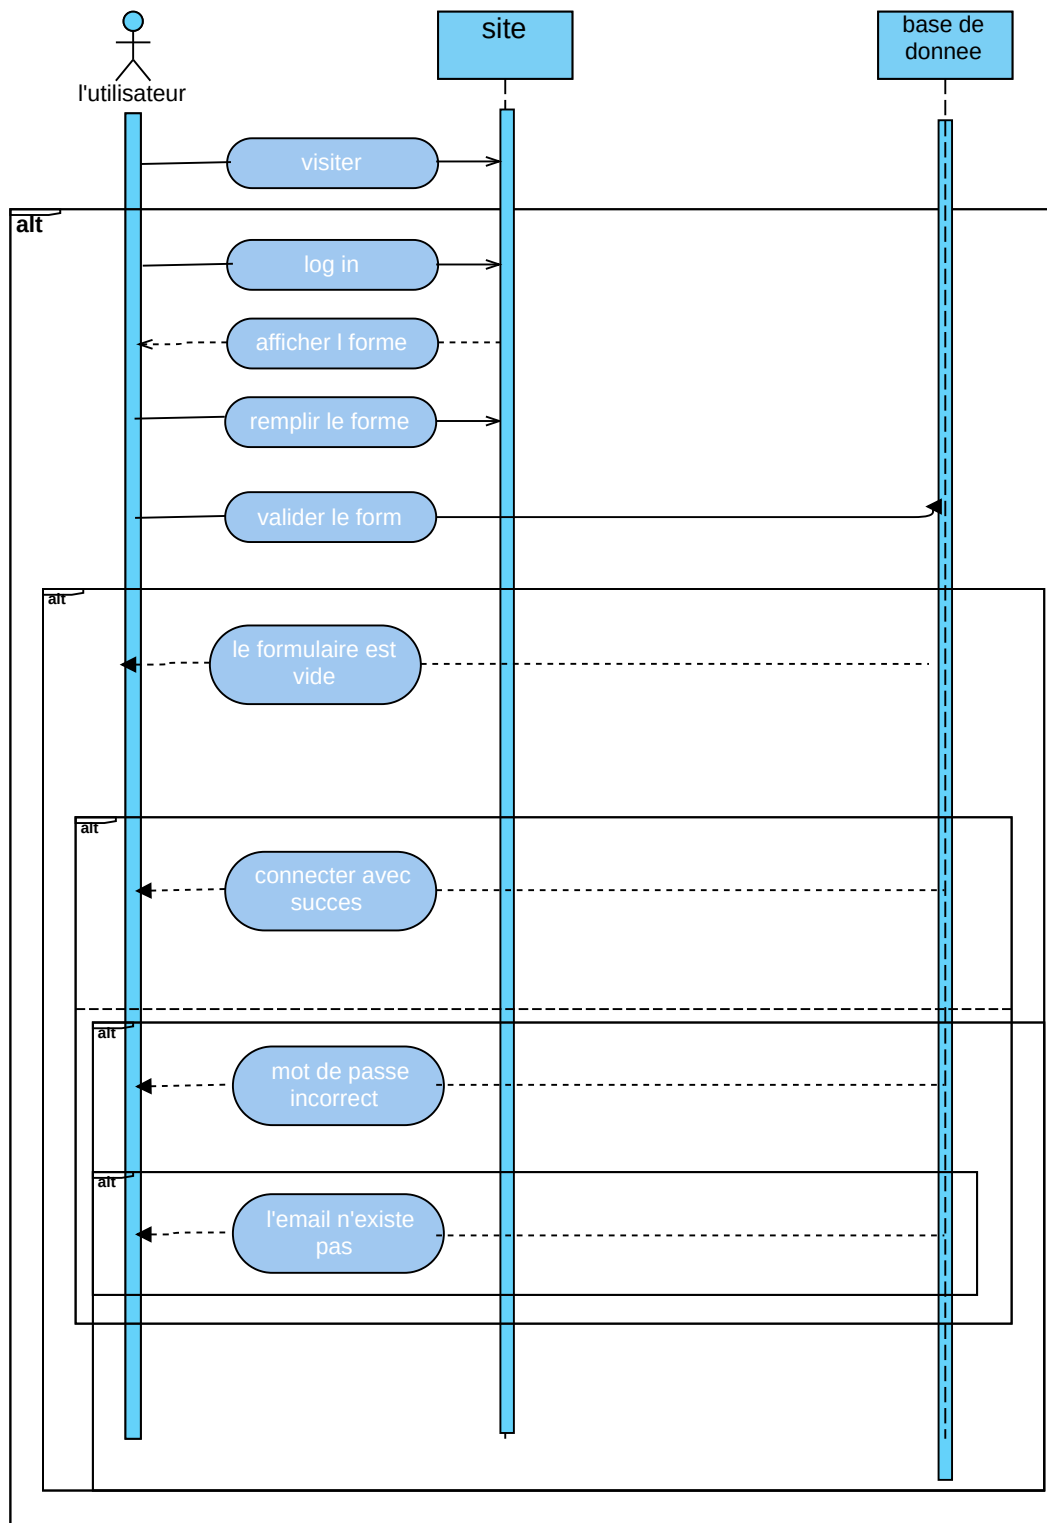 l'utilisateur
site
base de
donnee
visiter
alt
log in
afficher l forme
remplir le forme
valider le form
alt
le formulaire est
vide
alt
connecter avec
succes
alt
mot de passe
incorrect
alt
l'email n'existe
pas